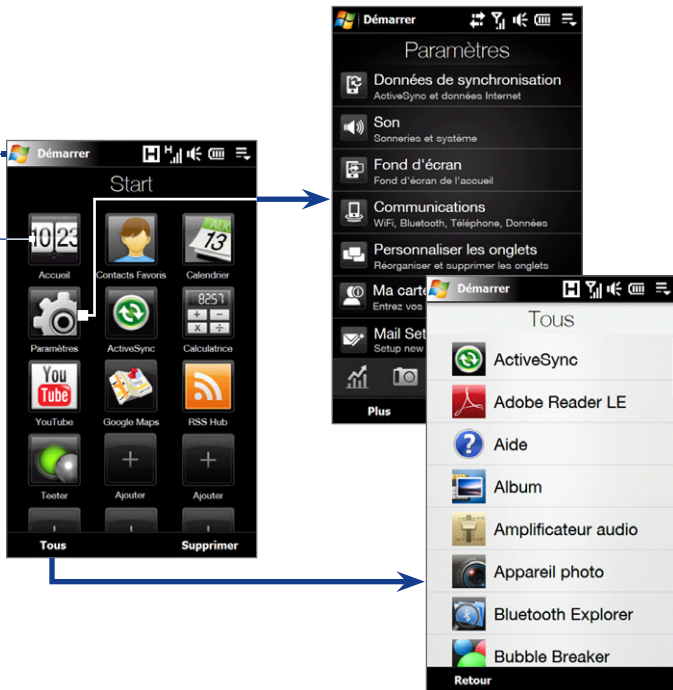 Démarrer
Start
10 23
AUG
13
Accueil
Contacts Favoris
Calendrier
8257
+ −
× ÷
Paramètres
ActiveSync
Calculatrice
You
Tube
YouTube
Google Maps
RSS Hub
Teeter
Ajouter
Ajouter
Tous
Supprimer
Démarrer
Paramètres
Données de synchronisation
ActiveSync et données Internet
Son
Sonneries et système
Fond d'écran
Fond d'écran de l'accueil
Communications
WiFi, Bluetooth, Téléphone, Données
Personnaliser les onglets
Réorganiser et supprimer les onglets
Ma carte
Entrez vos
Mail Set
Setup new
Plus
Démarrer
Tous
ActiveSync
Adobe Reader LE
Aide
Album
Amplificateur audio
Appareil photo
Bluetooth Explorer
Bubble Breaker
Retour